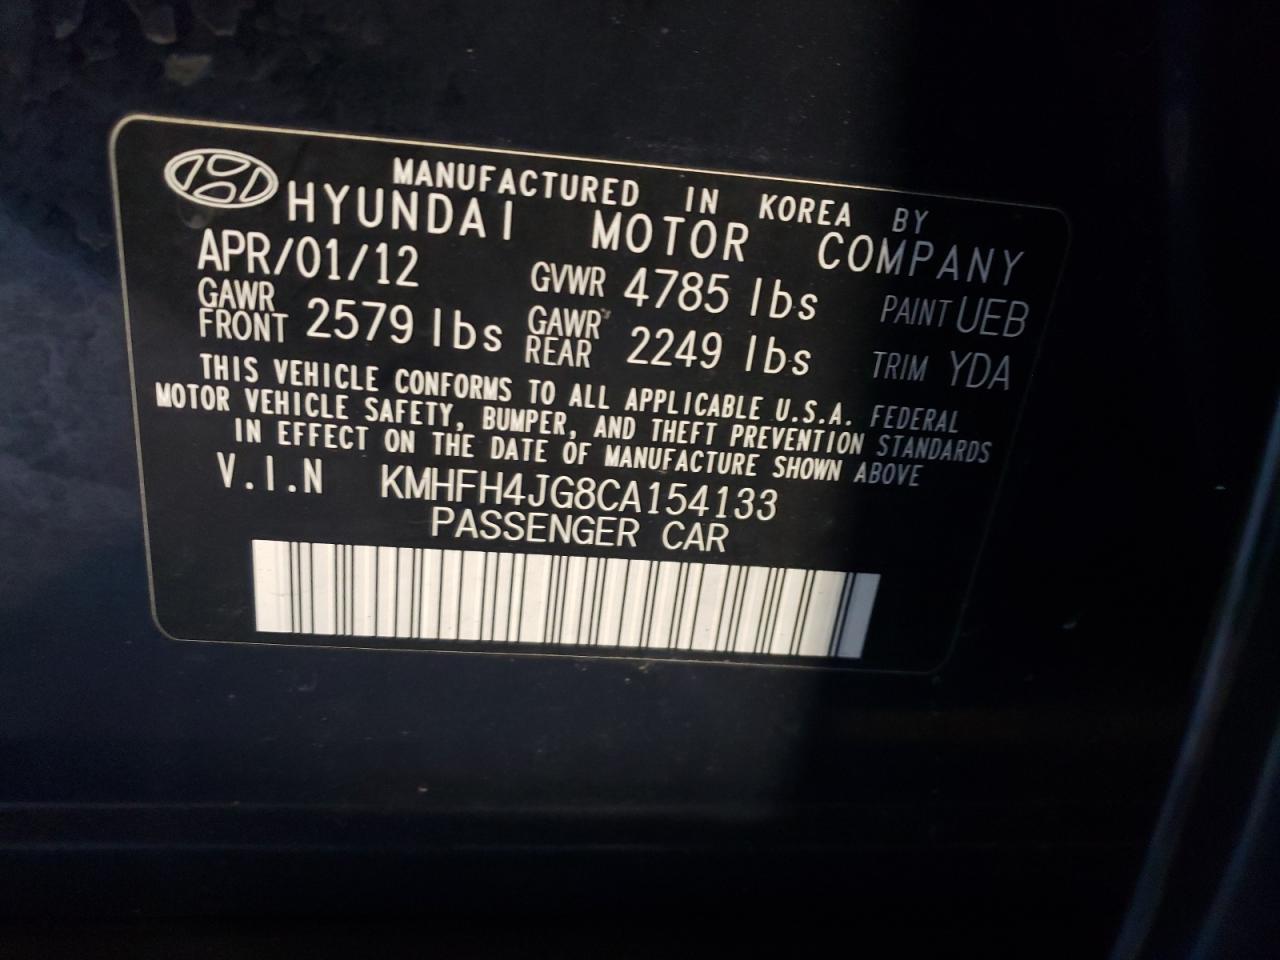 MANUFACTURED IN KOREA BY
HYUNDAI MOTOR COMPANY
APR/01/12 GVWR 4785 lbs PAINT UEB
GAWR FRONT 2579 lbs GAWR REAR 2249 lbs TRIM YDA
THIS VEHICLE CONFORMS TO ALL APPLICABLE U.S.A. FEDERAL
MOTOR VEHICLE SAFETY, BUMPER, AND THEFT PREVENTION STANDARDS
IN EFFECT ON THE DATE OF MANUFACTURE SHOWN ABOVE
V.I.N KMHFH4JG8CA154133
PASSENGER CAR